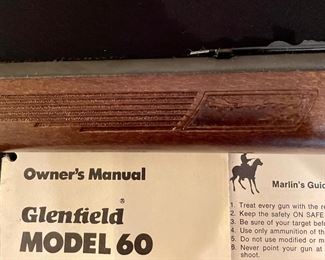 Owner's Manual
Glenfield®
MODEL 60
Marlin's Guid
1. Treat every gun with the re
2. Keep the safety ON SAFE
3. Be sure of your target befor
4. Use only ammunition of th
5. Do not use modified or m
6. Never point your gun at
shoot.